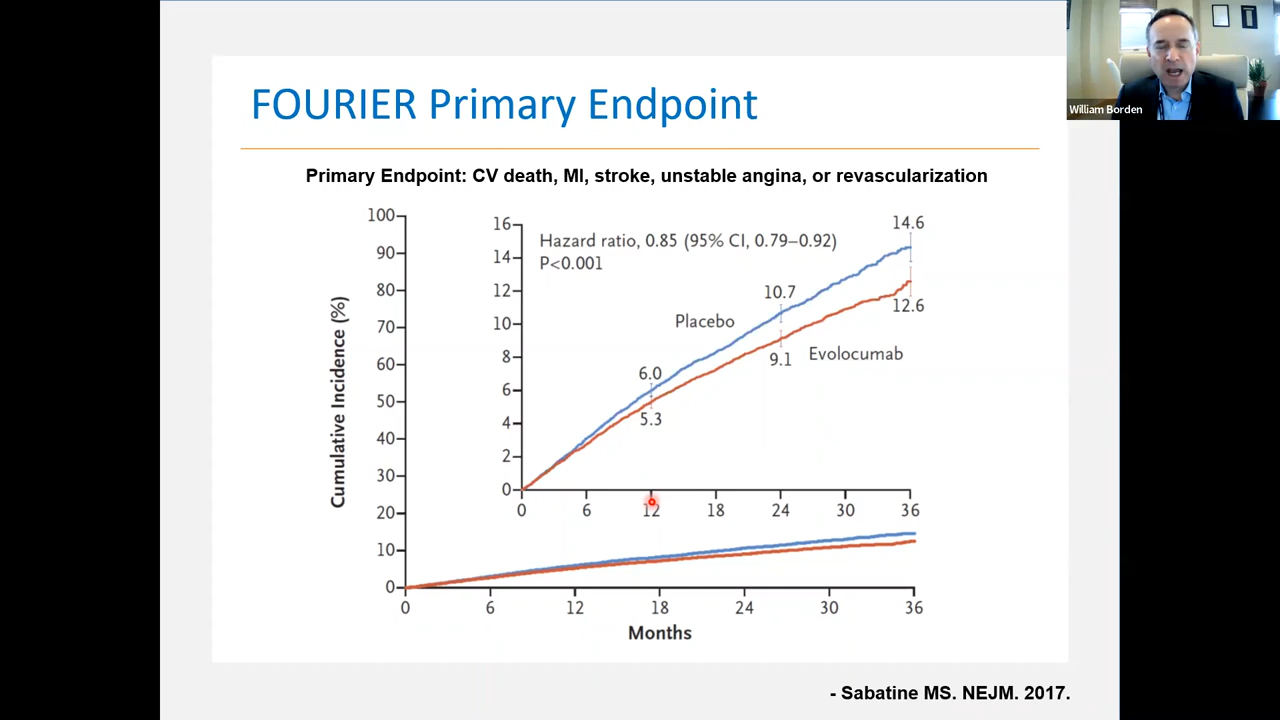 FOURIER Primary Endpoint
William Borden
Primary Endpoint: CV death, MI, stroke, unstable angina, or revascularization
Cumulative Incidence (%)
100
90
80
70
60
50
40
30
20
10
0
16
14
12
10
8
6
4
2
0
Hazard ratio, 0.85 (95% CI, 0.79–0.92)
P<0.001
14.6
10.7
Placebo
12.6
9.1
Evolocumab
6.0
5.3
0 6 12 18 24 30 36
0 6 12 18 24 30 36
Months
- Sabatine MS. NEJM. 2017.